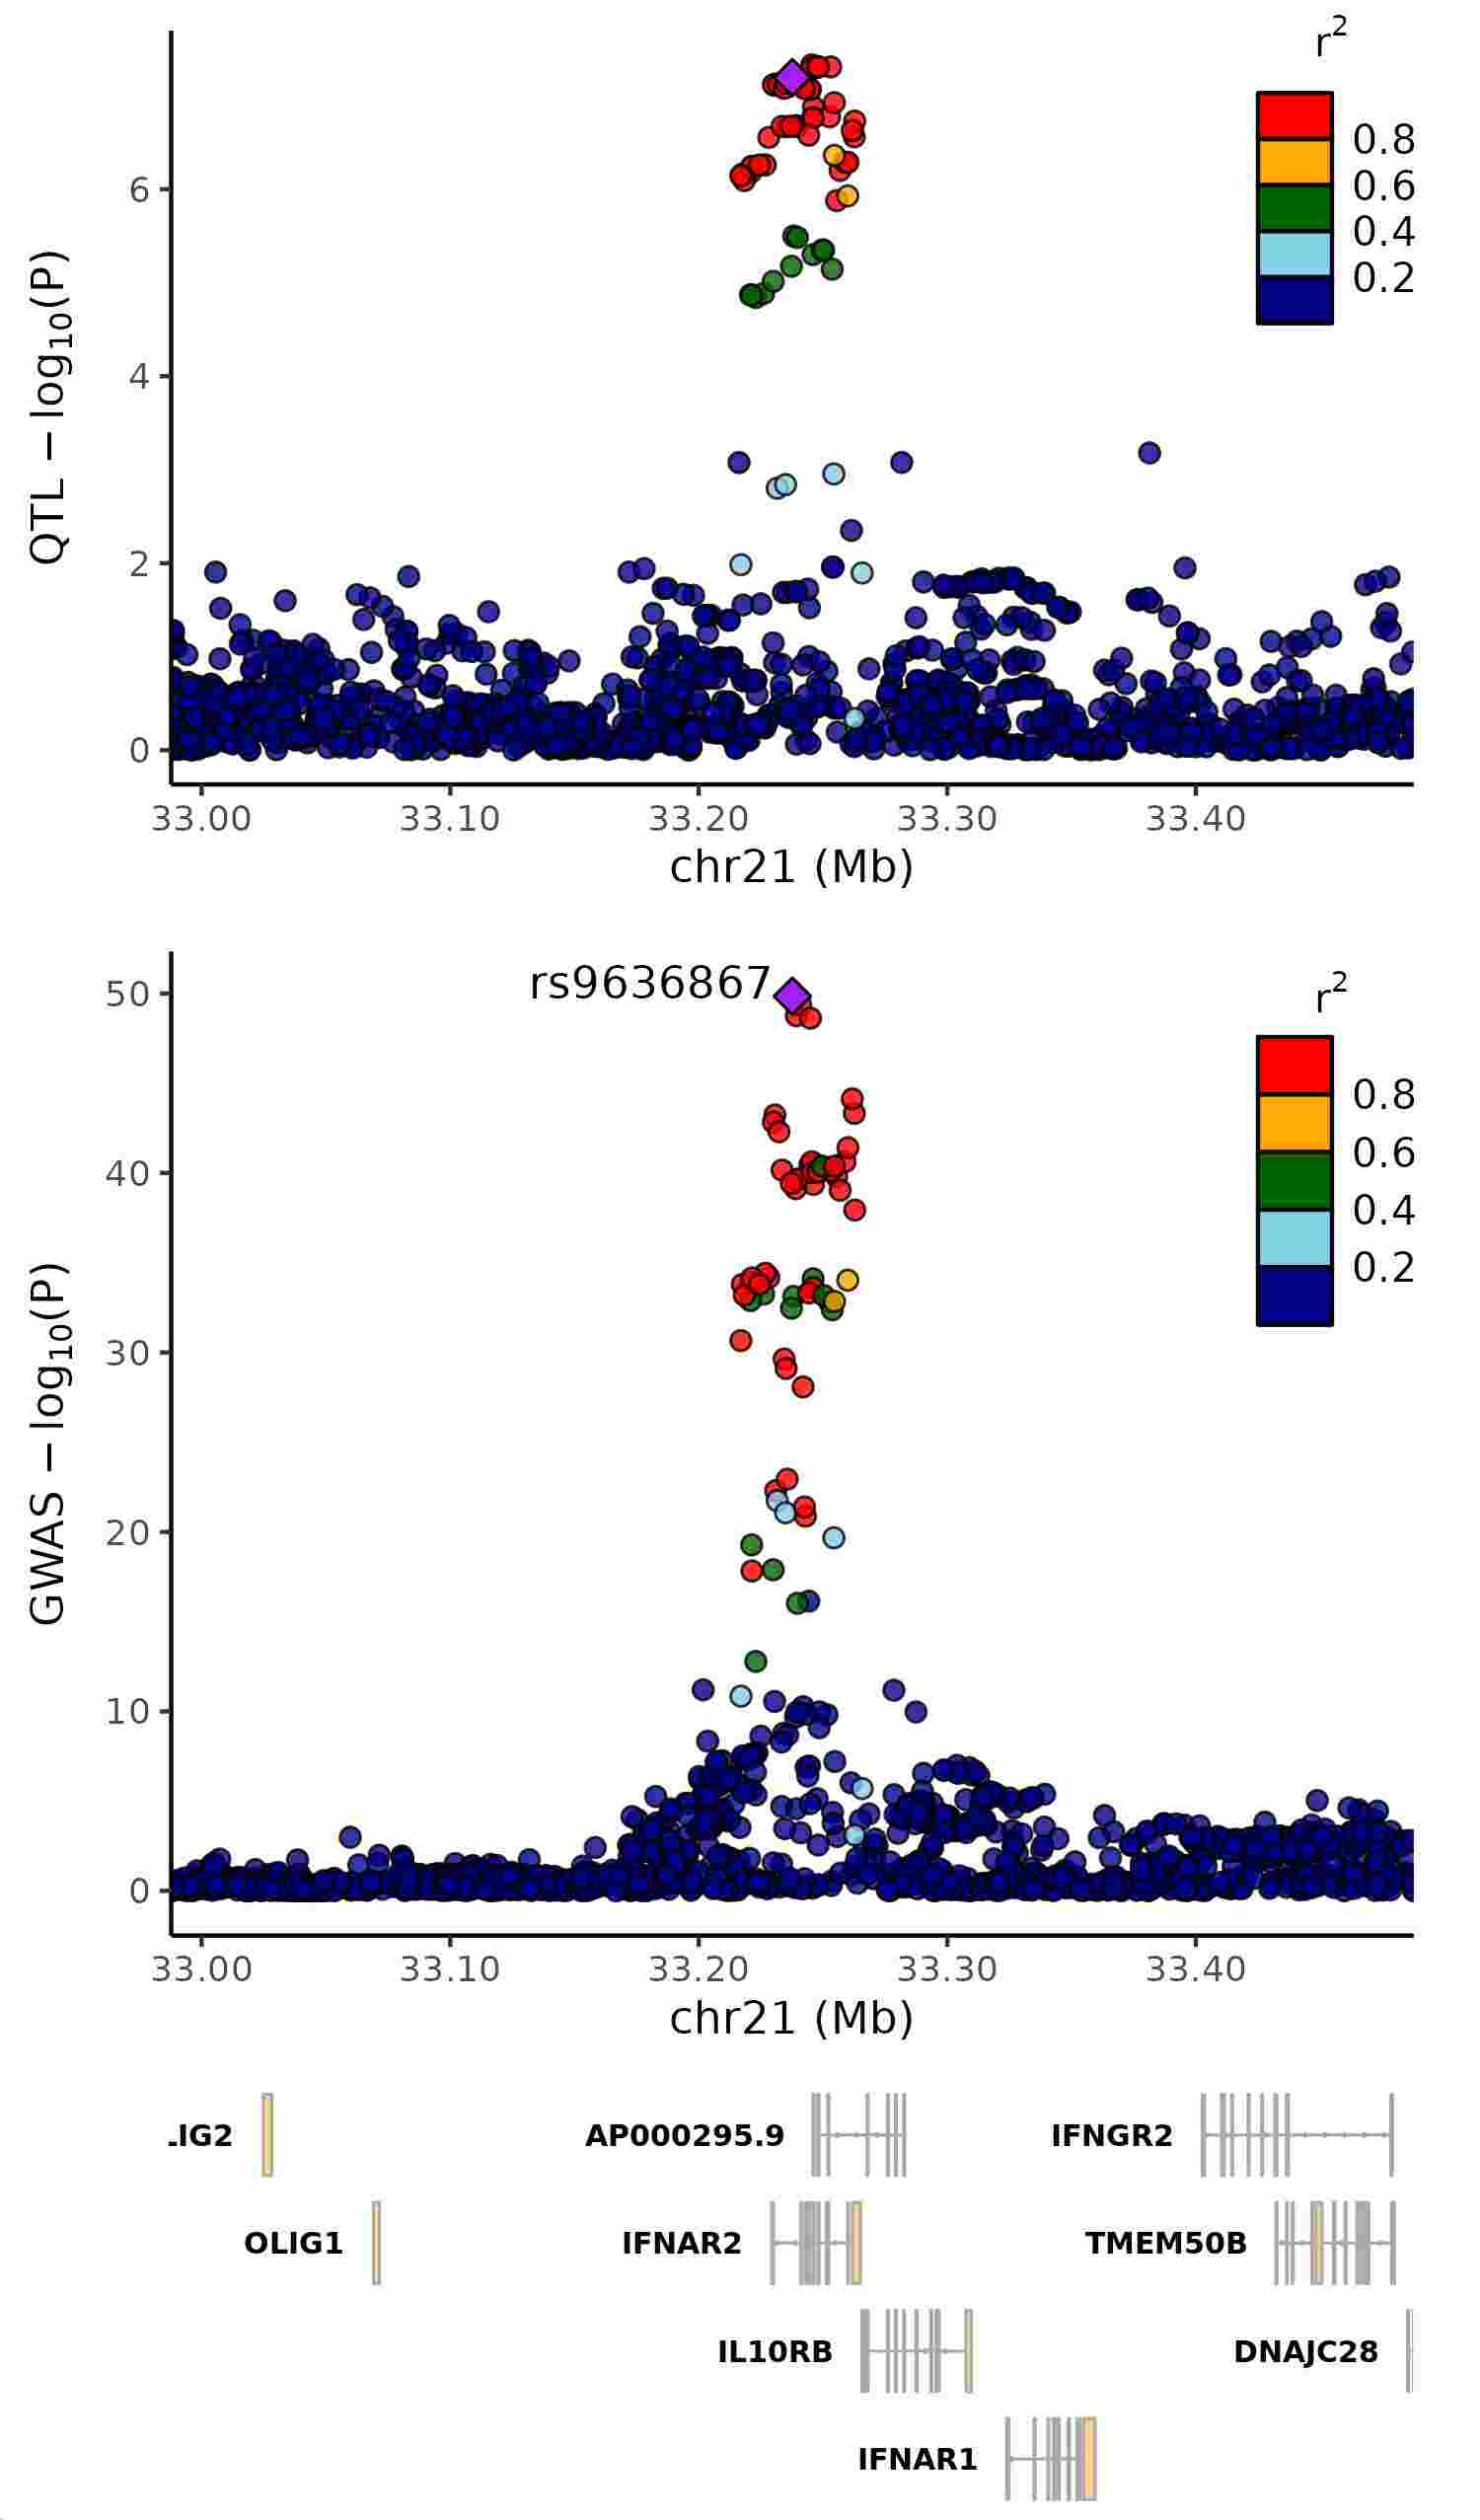 r2
0.8
0.6
0.4
0.2
6
4
2
0
QTL −log10(P)
33.00 33.10 33.20 33.30 33.40
chr21 (Mb)
rs9636867
r2
0.8
0.6
0.4
0.2
50
40
30
20
10
0
GWAS −log10(P)
33.00 33.10 33.20 33.30 33.40
chr21 (Mb)
.IG2 AP000295.9 IFNGR2
OLIG1 IFNAR2 TMEM50B
IL10RB DNAJC28
IFNAR1